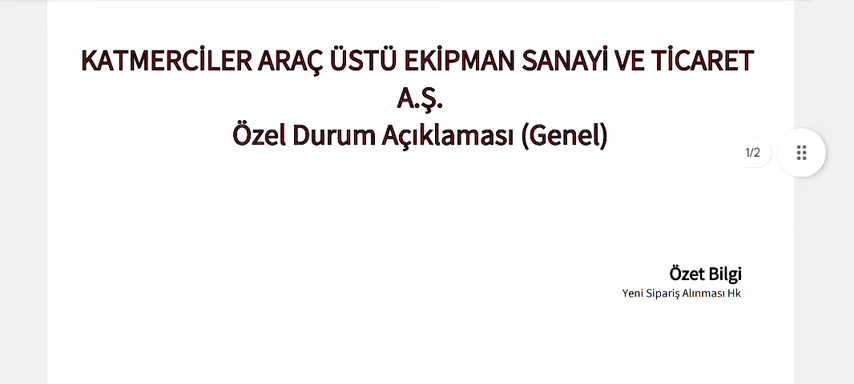 KATMERCİLER ARAÇ ÜSTÜ EKİPMAN SANAYİ VE TİCARET
A.Ş.
Özel Durum Açıklaması (Genel)
1/2
Özet Bilgi
Yeni Sipariş Alınması Hk